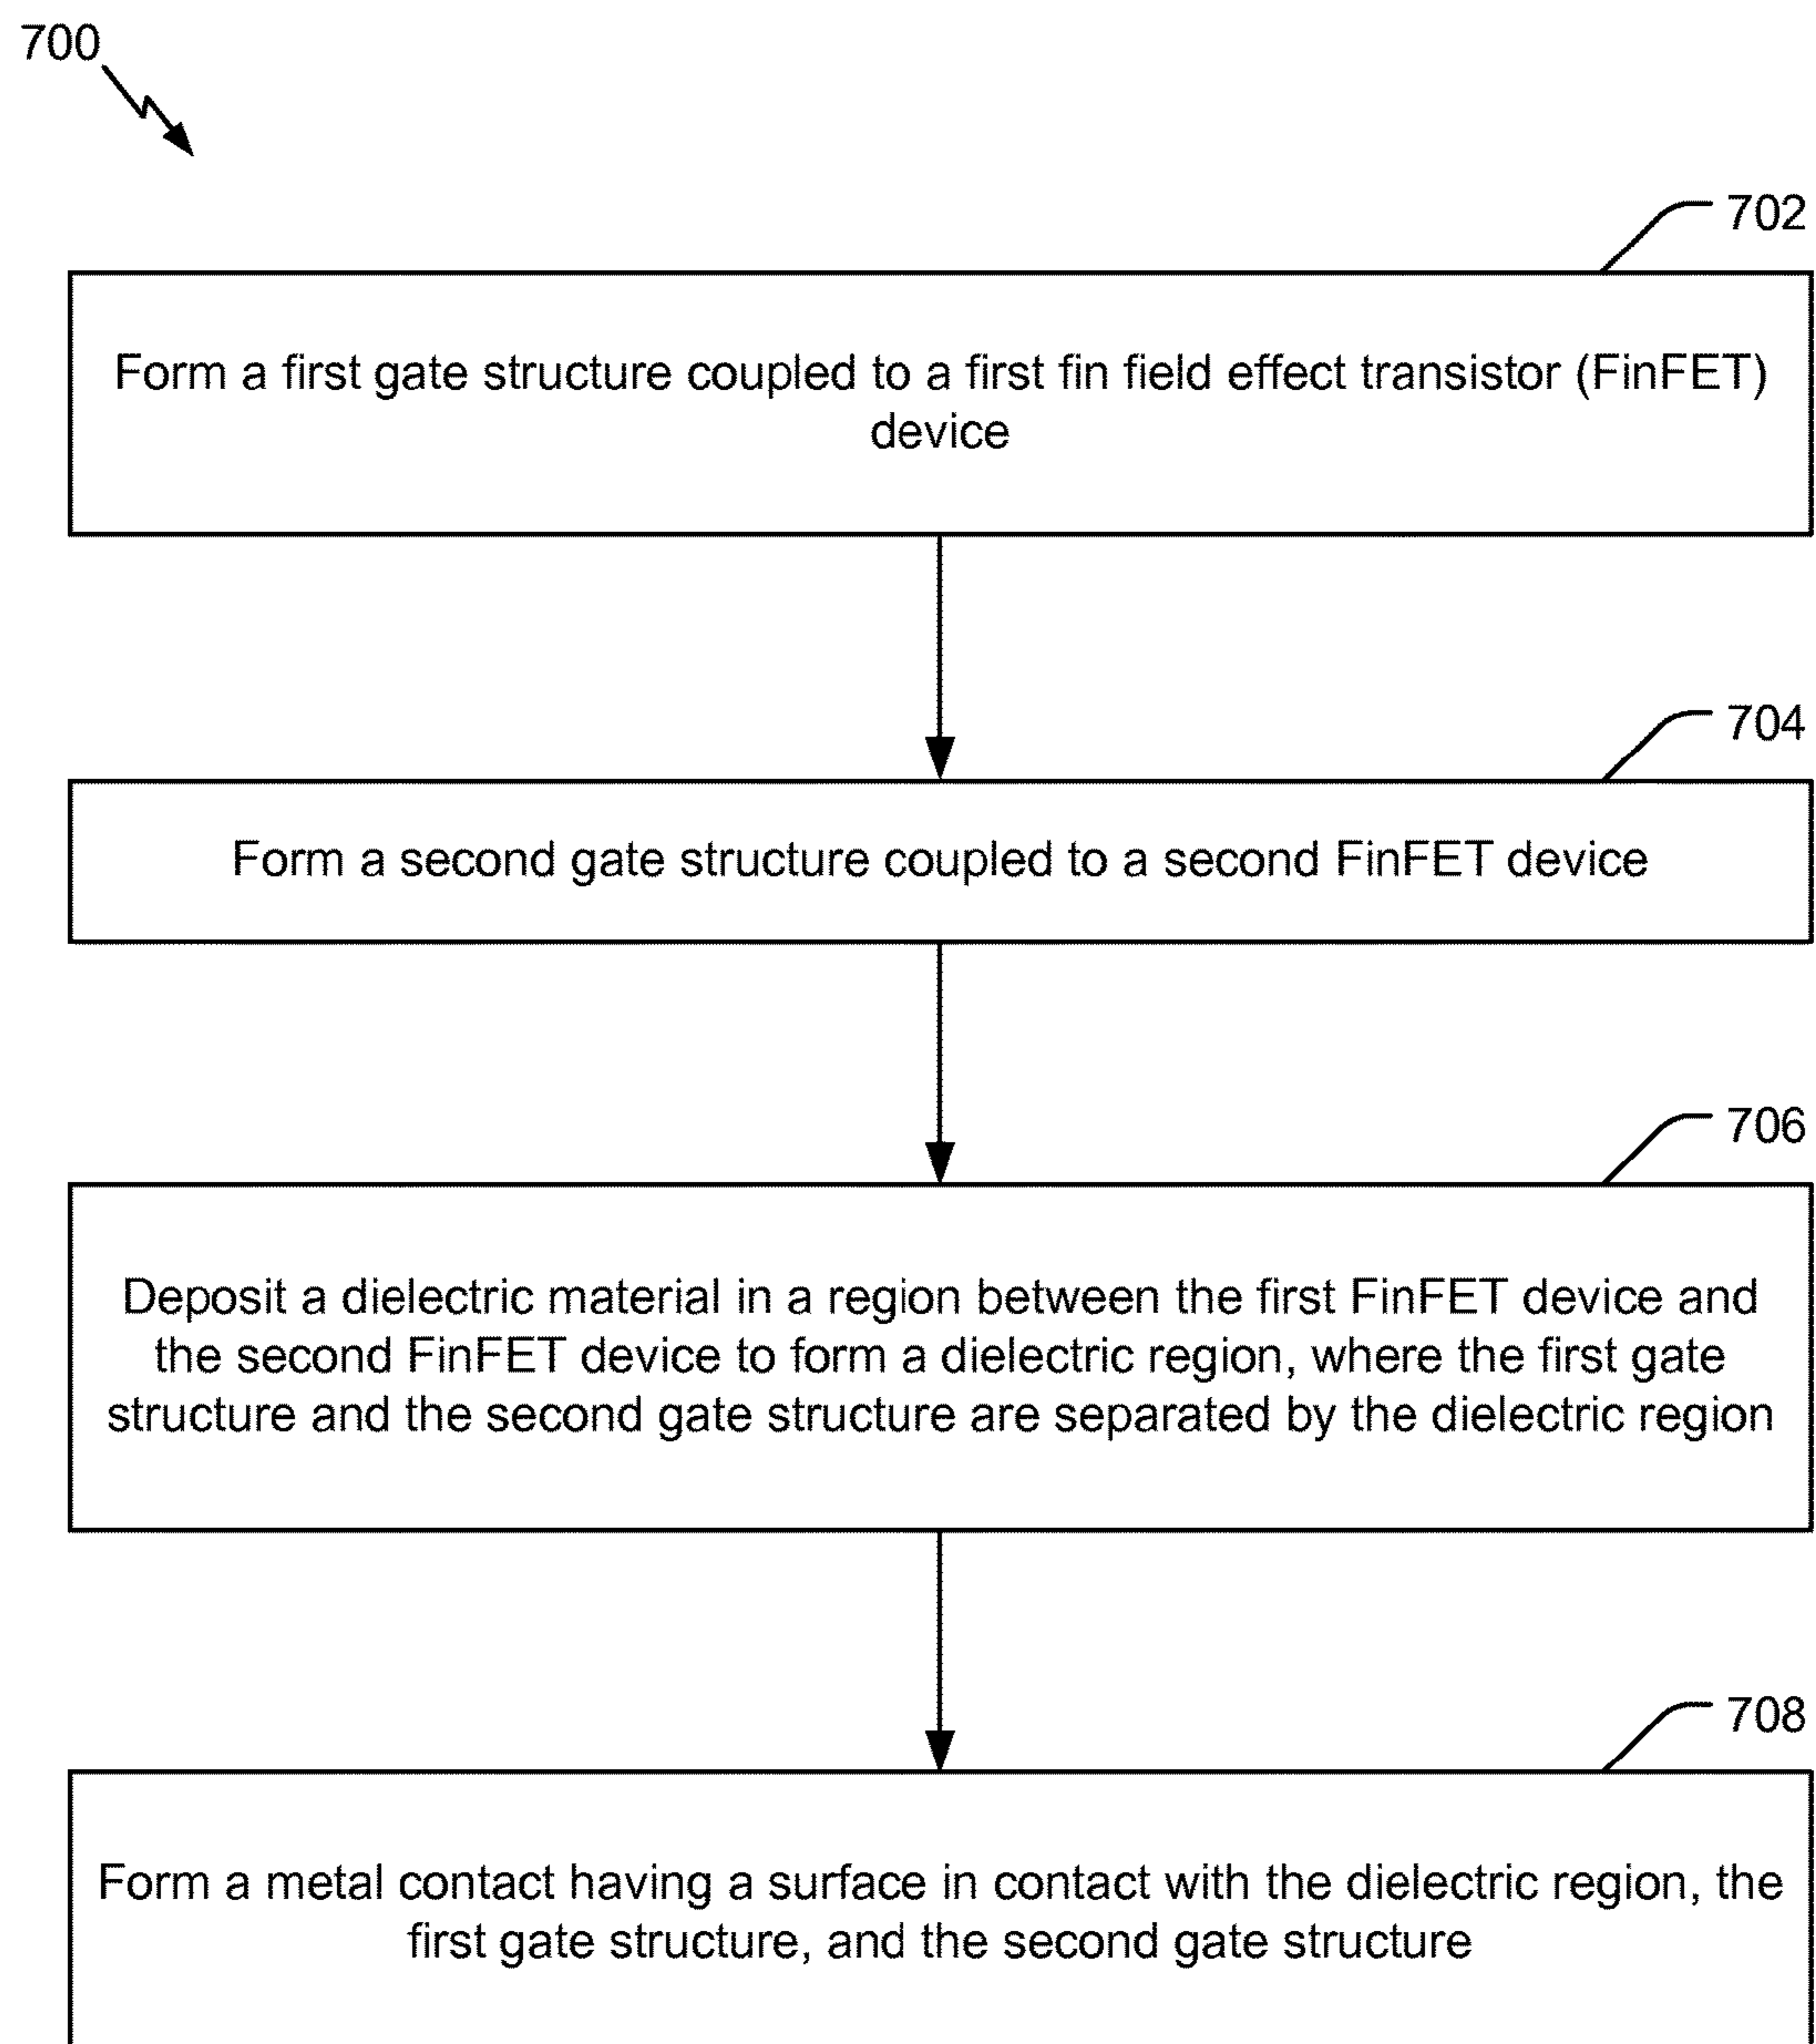 700
702
Form a first gate structure coupled to a first fin field effect transistor (FinFET)
device
704
Form a second gate structure coupled to a second FinFET device
706
Deposit a dielectric material in a region between the first FinFET device and
the second FinFET device to form a dielectric region, where the first gate
structure and the second gate structure are separated by the dielectric region
708
Form a metal contact having a surface in contact with the dielectric region, the
first gate structure, and the second gate structure